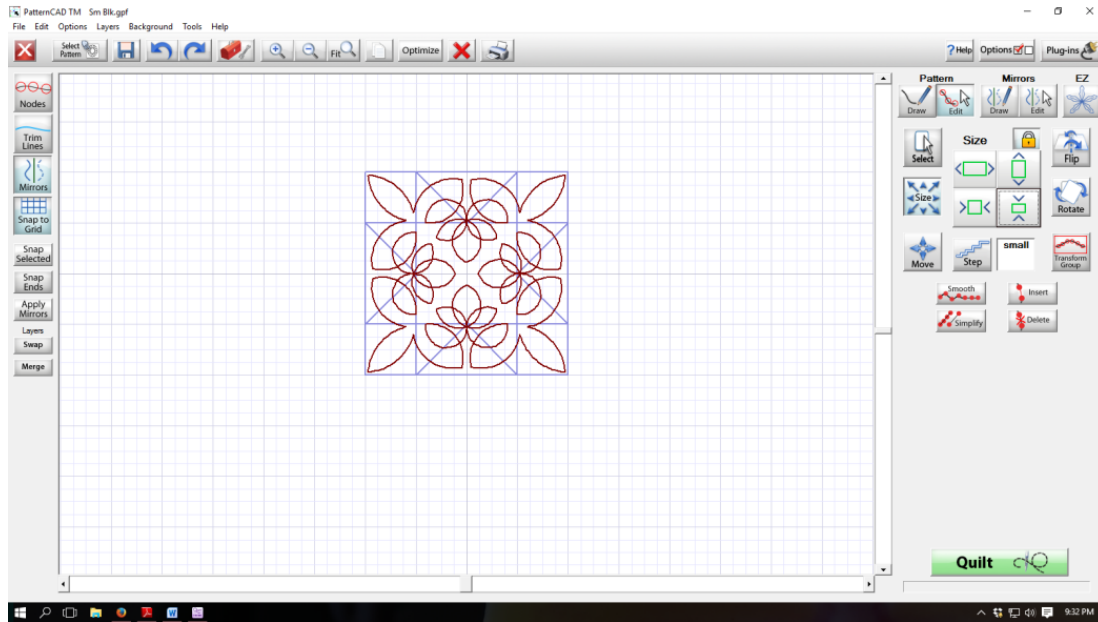 PatternCAD TM Sm Blk.gpf
File Edit Options Layers Background Tools Help
Select Pattern
Fit
Optimize
?Help
Options
Plug-ins
Nodes
Trim Lines
Mirrors
Snap to Grid
Snap Selected
Snap Ends
Apply Mirrors
Layers
Swap
Merge
Pattern Mirrors EZ
Draw Edit Draw Edit
Select
Size
Flip
Size
Rotate
Move
Step
small
Transform Group
Smooth
Insert
Simplify
Delete
Quilt
9:32 PM